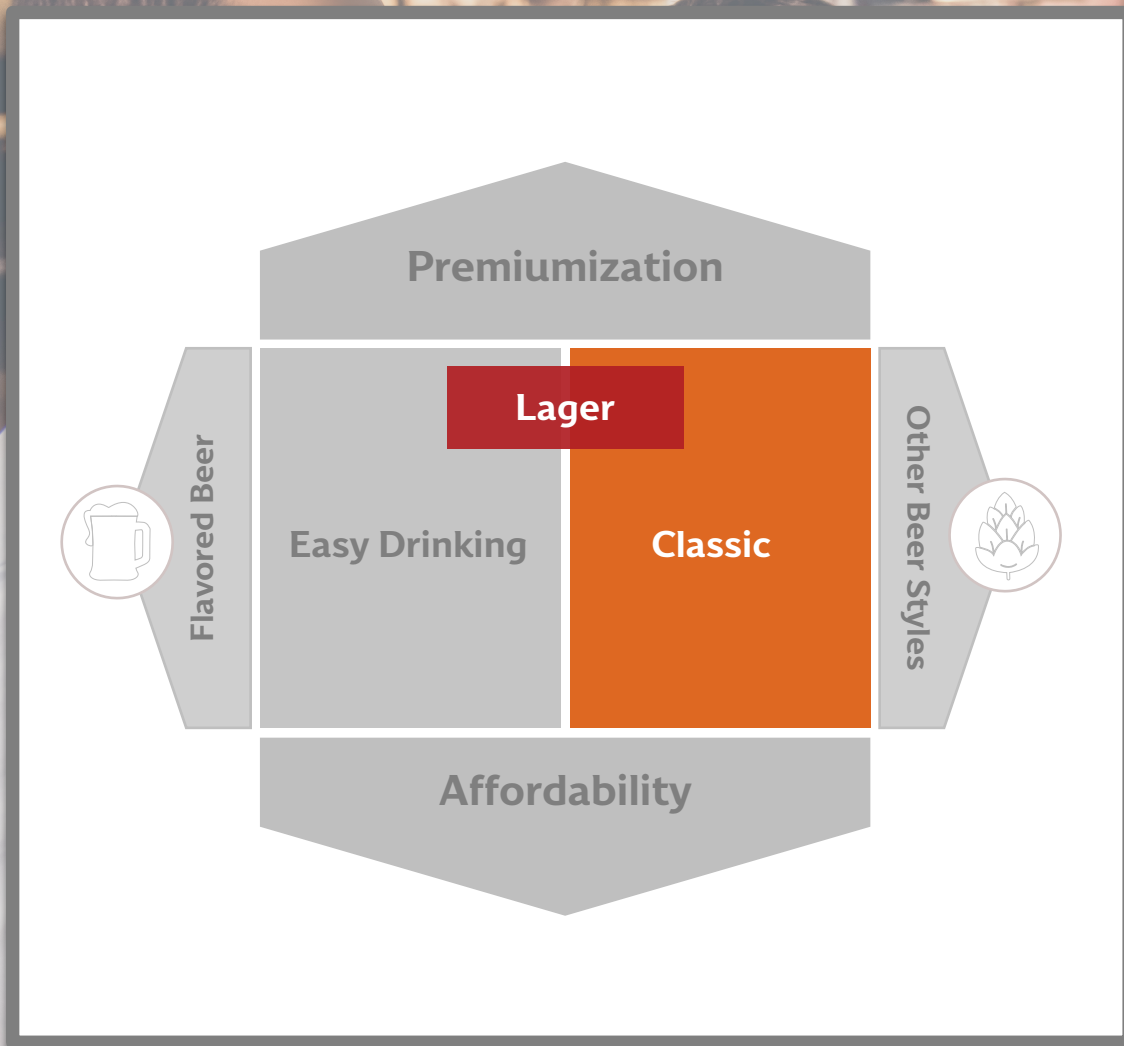 Premiumization
Lager
Flavored Beer
Easy Drinking
Classic
Other Beer Styles
Affordability